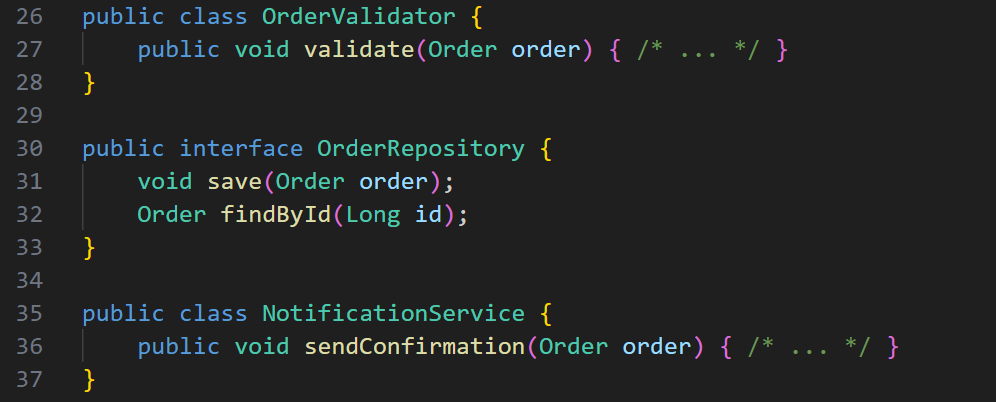 26 public class OrderValidator {
27     public void validate(Order order) { /* ... */ }
28 }
29
30 public interface OrderRepository {
31     void save(Order order);
32     Order findById(Long id);
33 }
34
35 public class NotificationService {
36     public void sendConfirmation(Order order) { /* ... */ }
37 }